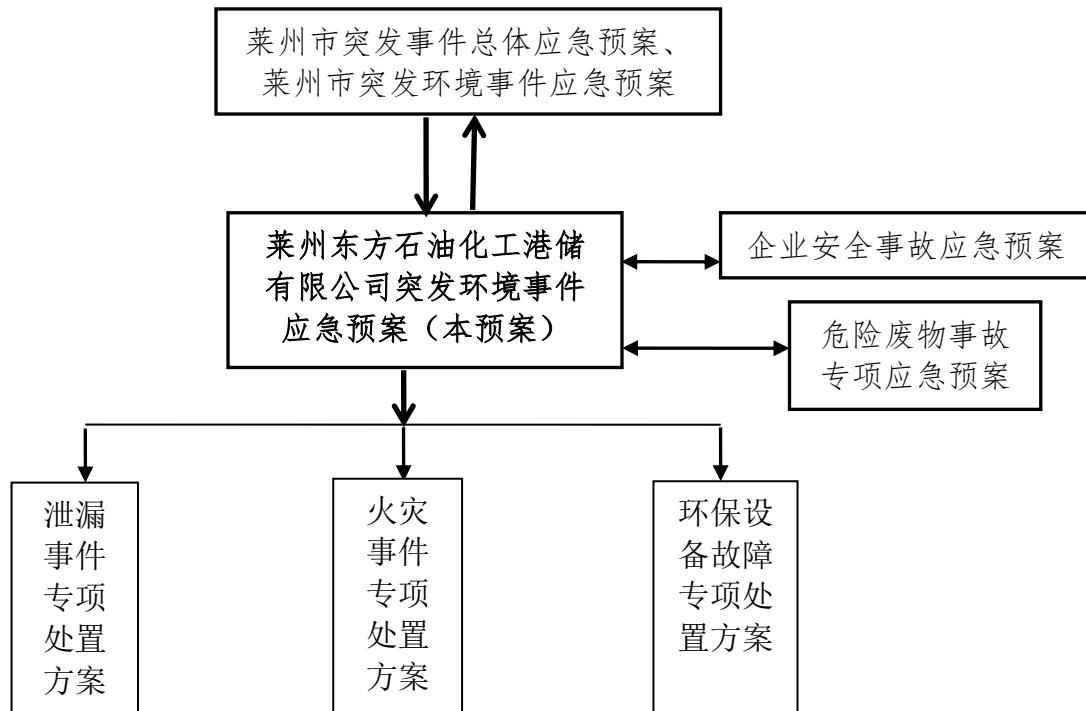 莱州市突发事件总体应急预案、
莱州市突发环境事件应急预案
莱州东方石油化工港储
有限公司突发环境事件
应急预案（本预案）
企业安全事故应急预案
危险废物事故
专项应急预案
泄漏
事件
专项
处置
方案
火灾
事件
专项
处置
方案
环保设
备故障
专项处
置方案